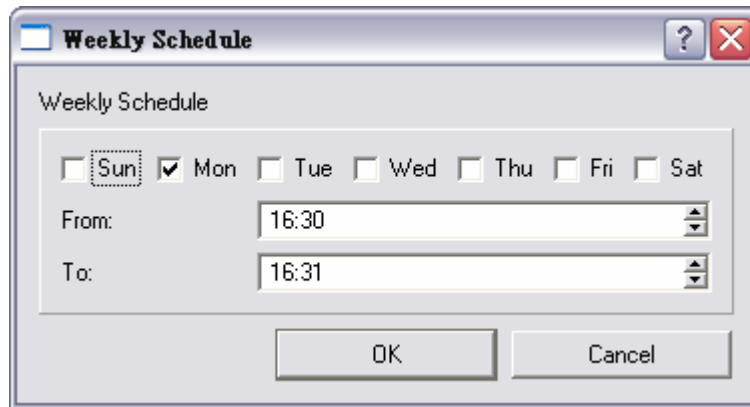 Weekly Schedule
Weekly Schedule
Sun Mon Tue Wed Thu Fri Sat
From: 16:30
To: 16:31
OK Cancel